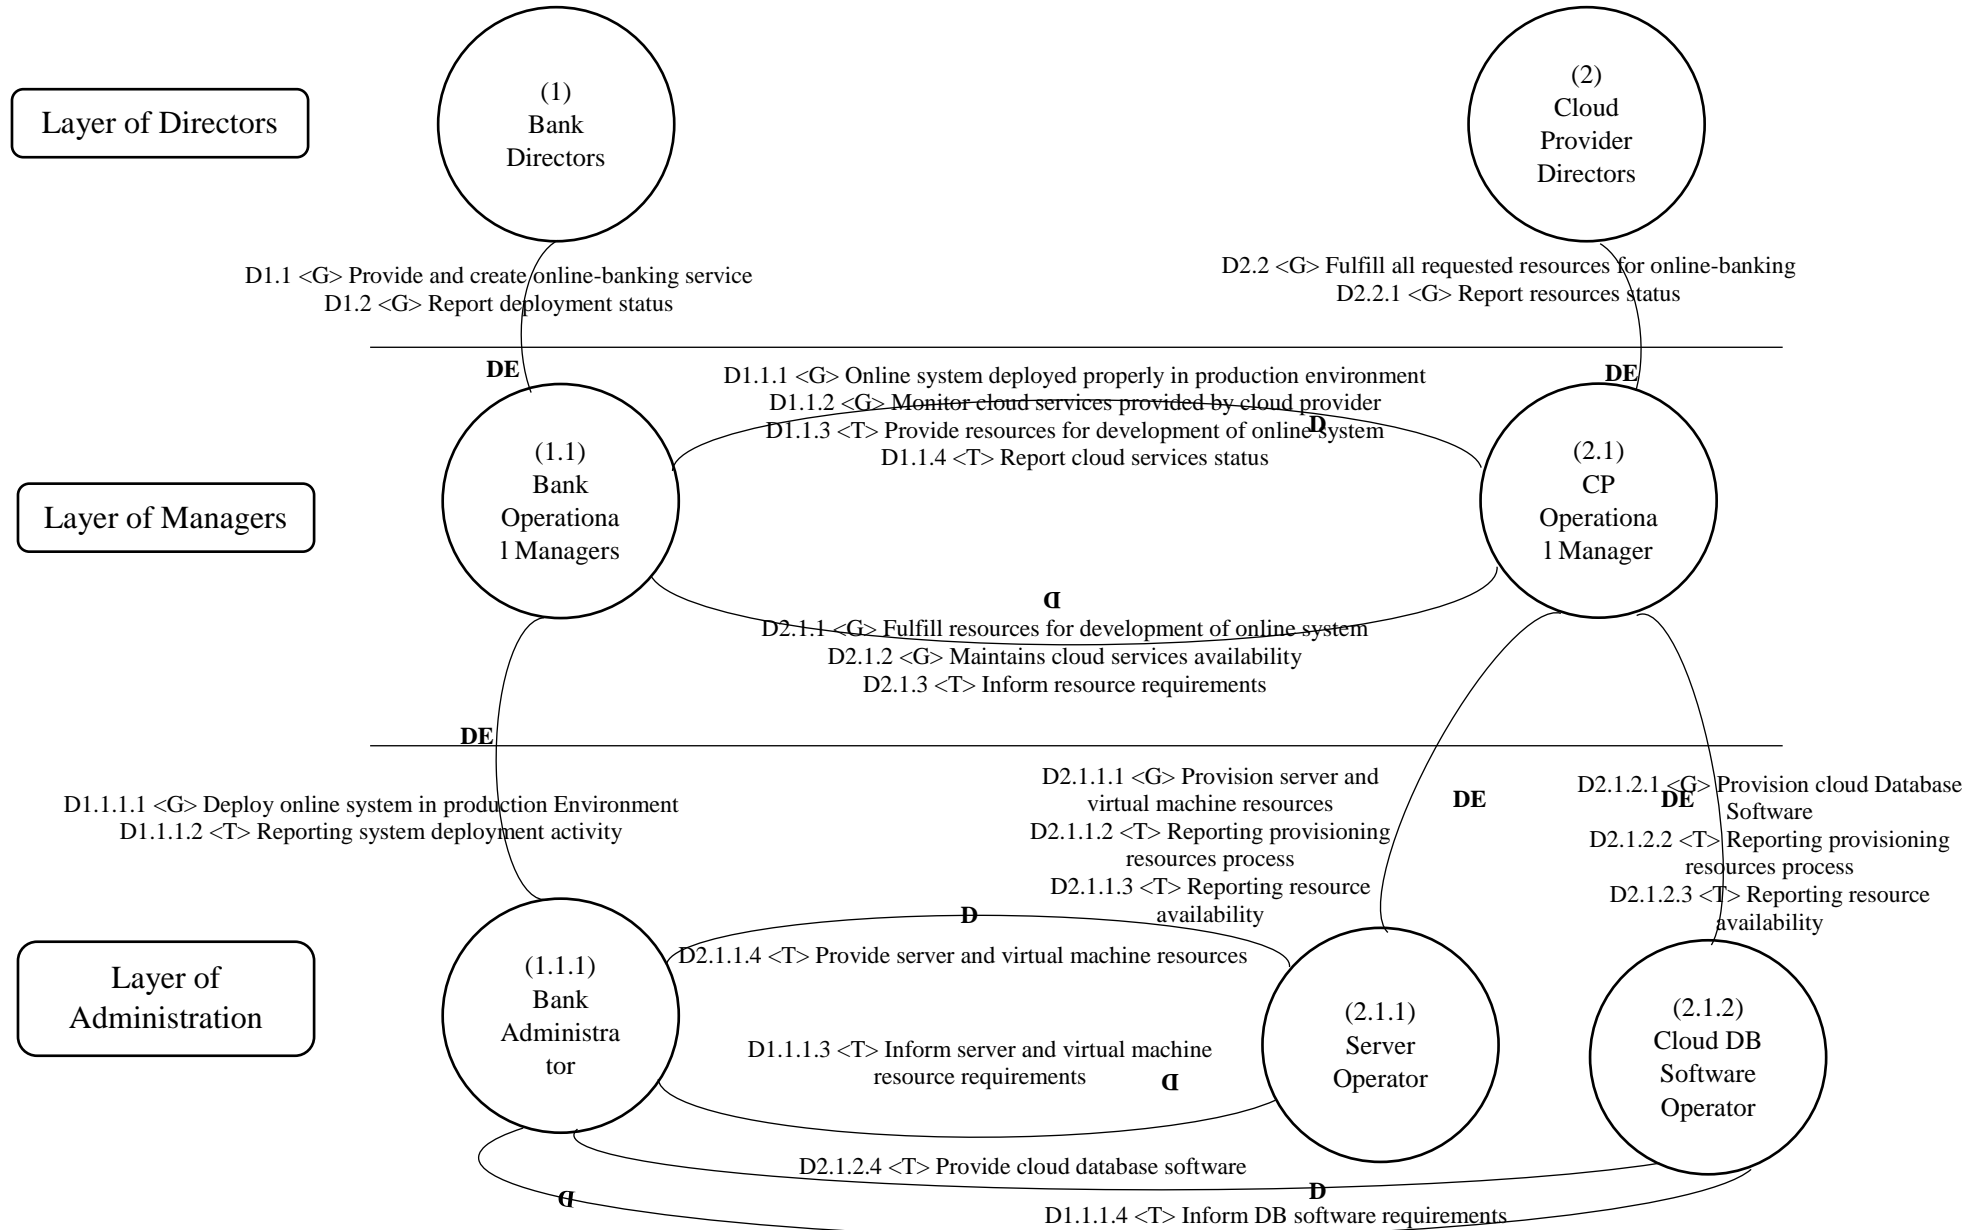 (1)
Bank
Directors
(2)
Cloud
Provider
Directors
Layer of Directors
D1.1 <G> Provide and create online-banking service
D1.2 <G> Report deployment status
D2.2 <G> Fulfill all requested resources for online-banking
D2.2.1 <G> Report resources status
DE
DE
D1.1.1 <G> Online system deployed properly in production environment
D1.1.2 <G> Monitor cloud services provided by cloud provider
D1.1.3 <T> Provide resources for development of online system
D1.1.4 <T> Report cloud services status
D
Layer of Managers
(1.1)
Bank
Operationa
l Managers
(2.1)
CP
Operationa
l Manager
D
D2.1.1 <G> Fulfill resources for development of online system
D2.1.2 <G> Maintains cloud services availability
D2.1.3 <T> Inform resource requirements
DE
D1.1.1.1 <G> Deploy online system in production Environment
D1.1.1.2 <T> Reporting system deployment activity
D2.1.1.1 <G> Provision server and
virtual machine resources
D2.1.1.2 <T> Reporting provisioning
resources process
D2.1.1.3 <T> Reporting resource
availability
DE
D2.1.2.1 <G> Provision cloud Database
Software
D2.1.2.2 <T> Reporting provisioning
resources process
D2.1.2.3 <T> Reporting resource
availability
DE
Layer of
Administration
(1.1.1)
Bank
Administra
tor
D
D2.1.1.4 <T> Provide server and virtual machine resources
D1.1.1.3 <T> Inform server and virtual machine
resource requirements
D
(2.1.1)
Server
Operator
(2.1.2)
Cloud DB
Software
Operator
D2.1.2.4 <T> Provide cloud database software
D
D
D1.1.1.4 <T> Inform DB software requirements